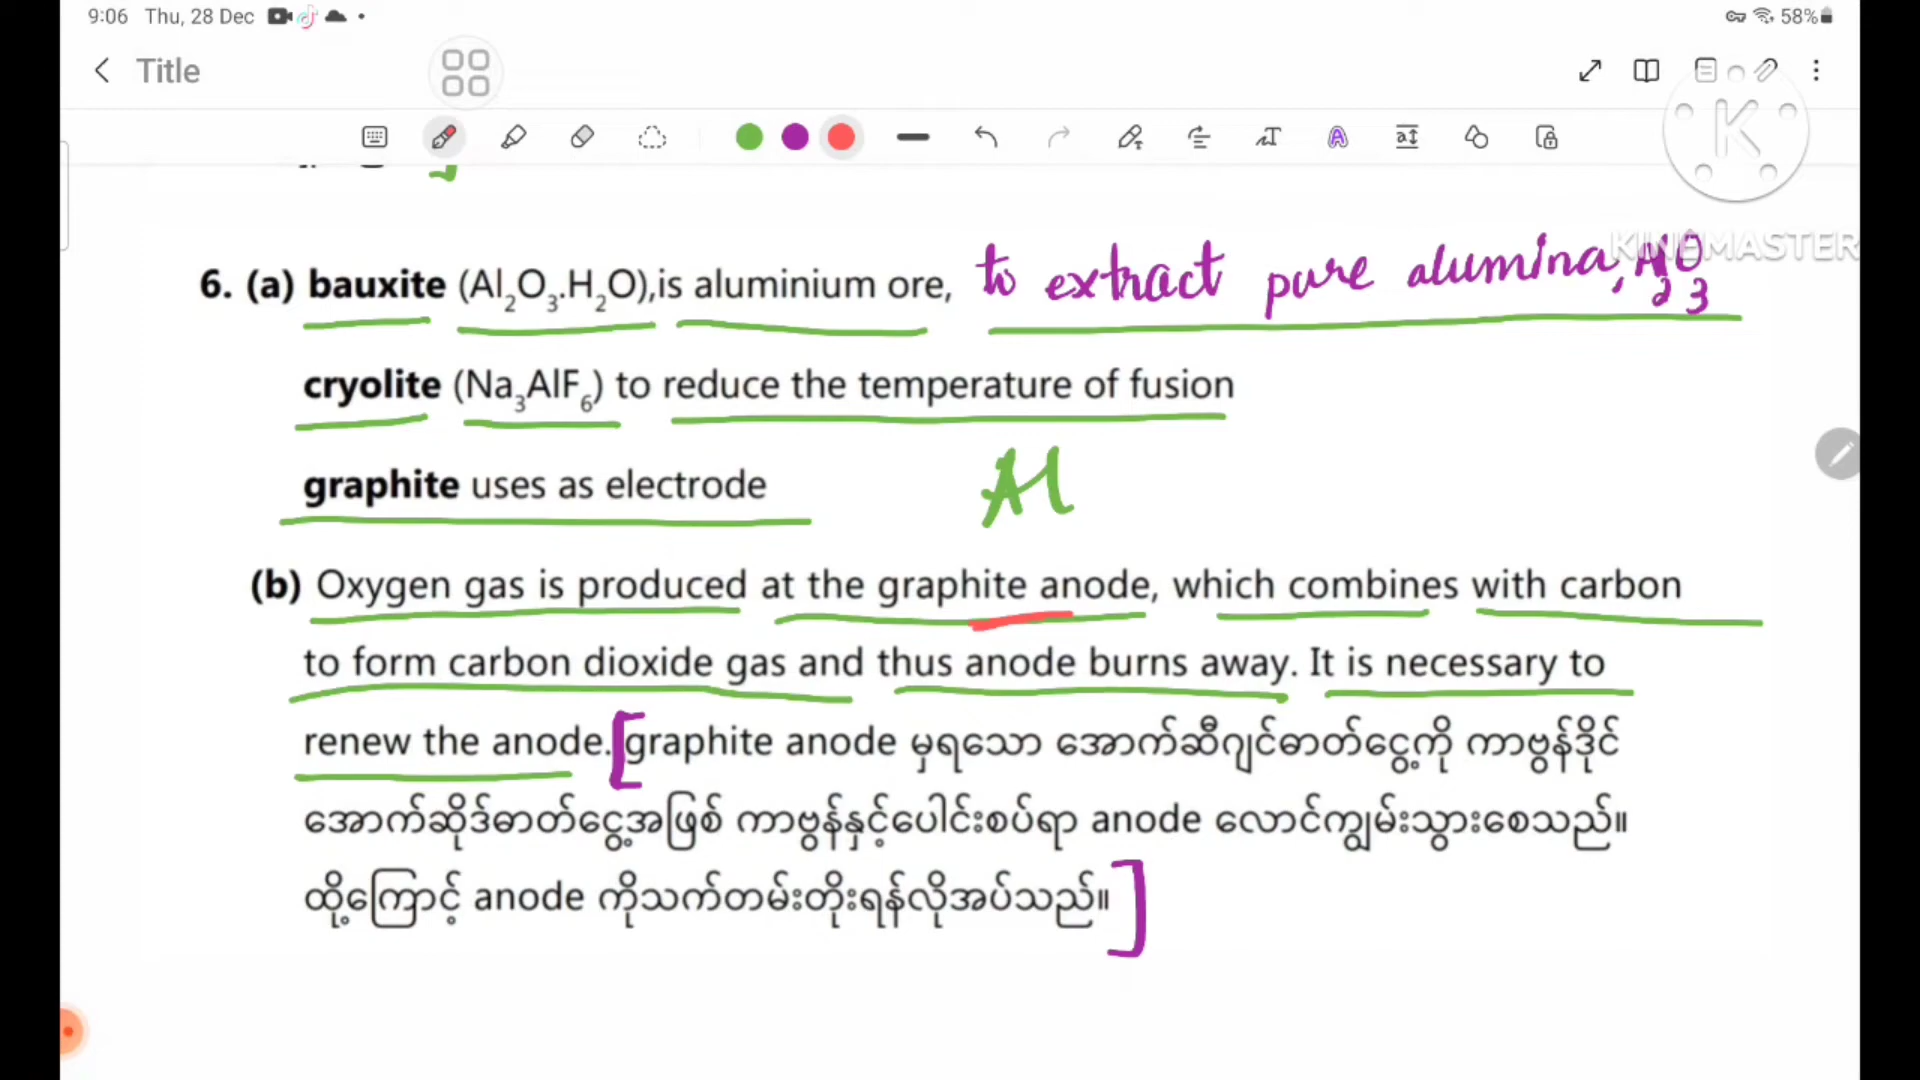 9:06 Thu, 28 Dec 58%
Title
K
KINEMASTER
6. (a) bauxite (Al₂O₃.H₂O),is aluminium ore, to extract pure alumina, Al₂O₃
cryolite (Na₃AlF₆) to reduce the temperature of fusion
graphite uses as electrode Al
(b) Oxygen gas is produced at the graphite anode, which combines with carbon
to form carbon dioxide gas and thus anode burns away. It is necessary to
renew the anode. [graphite anode မှရသော အောက်ဆီဂျင်ဓာတ်ငွေ့ကို ကာဗွန်ဒိုင်
အောက်ဆိုဒ်ဓာတ်ငွေ့အဖြစ် ကာဗွန်နှင့်ပေါင်းစပ်ရာ anode လောင်ကျွမ်းသွားစေသည်။
ထို့ကြောင့် anode ကိုသက်တမ်းတိုးရန်လိုအပ်သည်။]